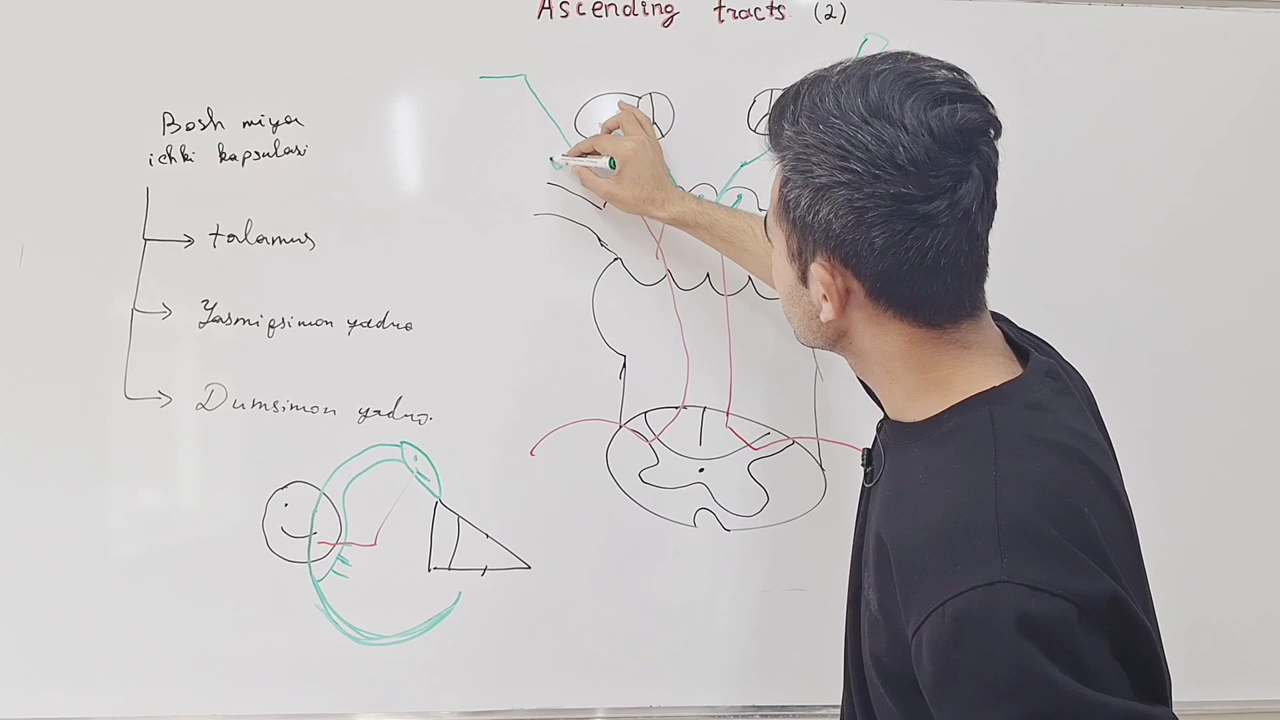 Ascending tracts (2)
Bosh miya
ichki kapsulasi
talamus
Yasmiqsimon yadro
Dumsimon yadro.